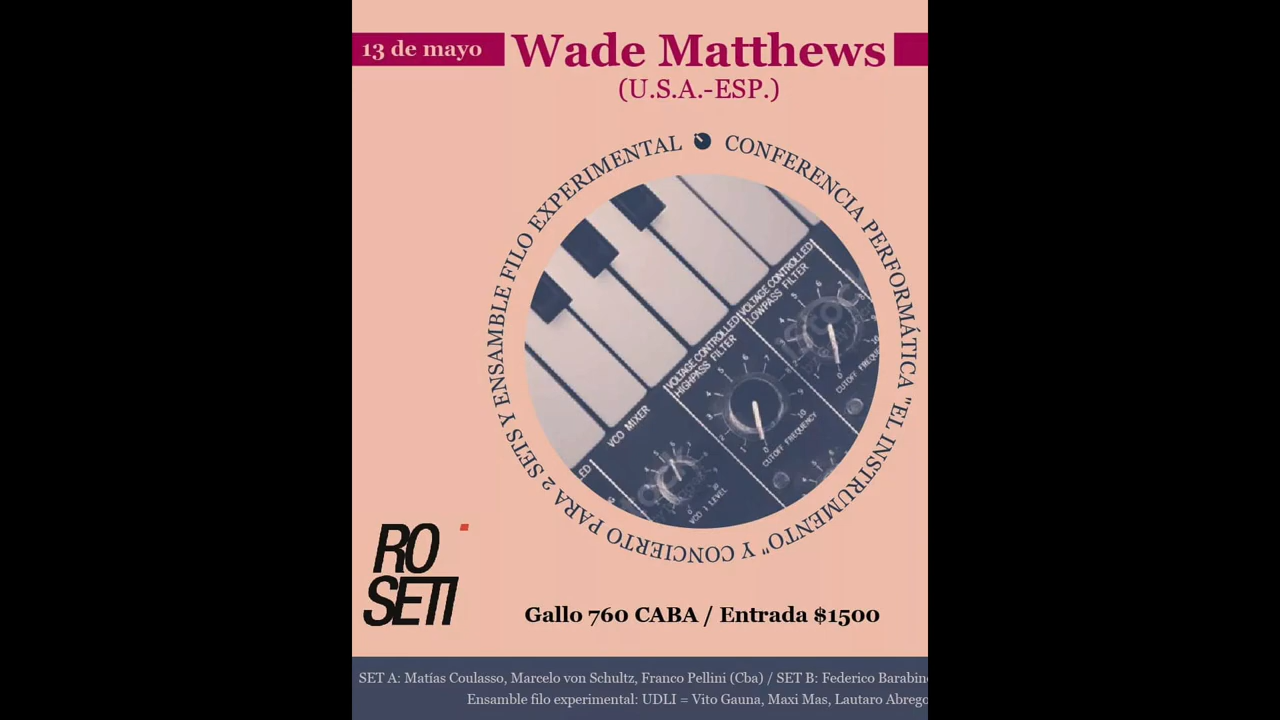 13 de mayo
Wade Matthews
(U.S.A.-ESP.)
CONFERENCIA PERFORMÁTICA "EL INSTRUMENTO" Y CONCIERTO PARA 2 SETS Y ENSAMBLE FILO EXPERIMENTAL
VOLTAGE CONTROLLED
LOWPASS FILTER
VOLTAGE CONTROLLED
HIGHPASS FILTER
VCO MIXER
CUTOFF FREQUENCY
VCO 1 LEVEL
RO
SETI
Gallo 760 CABA / Entrada $1500
SET A: Matías Coulasso, Marcelo von Schultz, Franco Pellini (Cba) / SET B: Federico Barabino
Ensamble filo experimental: UDLI = Vito Gauna, Maxi Mas, Lautaro Abrego